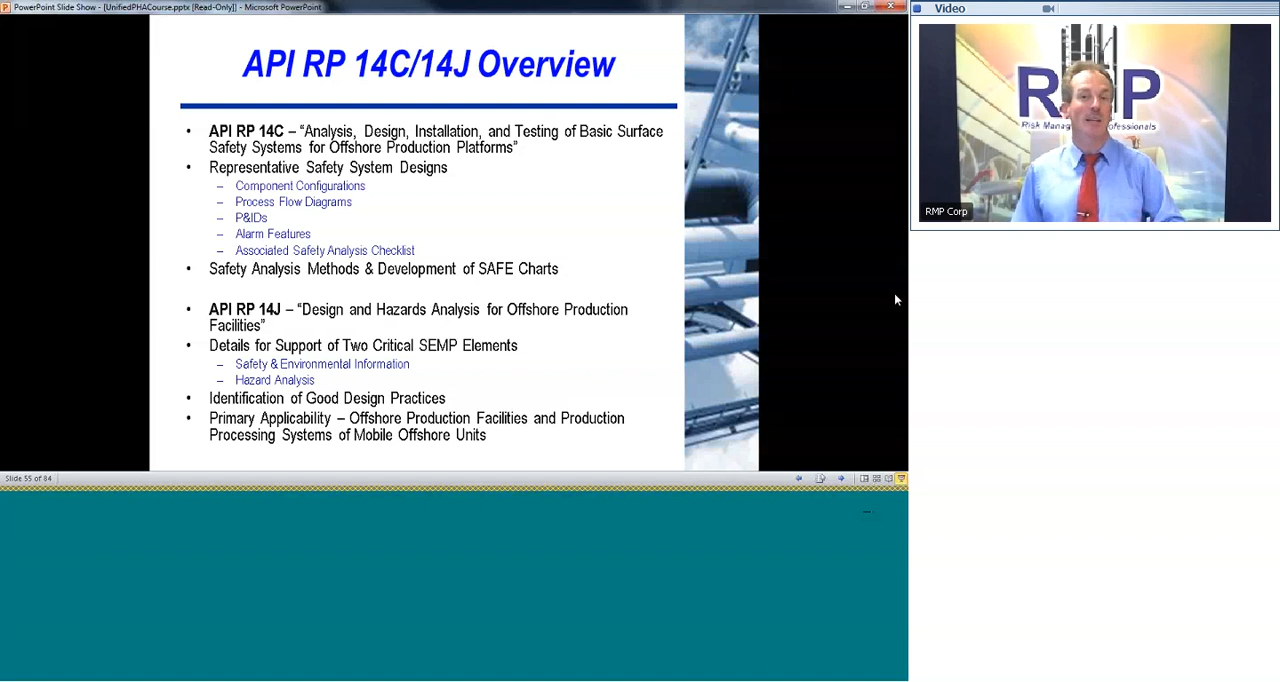 PowerPoint Slide Show - [UnifiedPHACourse.pptx [Read-Only]] - Microsoft PowerPoint
Video
API RP 14C/14J Overview
• API RP 14C – “Analysis, Design, Installation, and Testing of Basic Surface
Safety Systems for Offshore Production Platforms”
• Representative Safety System Designs
– Component Configurations
– Process Flow Diagrams
– P&IDs
– Alarm Features
– Associated Safety Analysis Checklist
• Safety Analysis Methods & Development of SAFE Charts
• API RP 14J – “Design and Hazards Analysis for Offshore Production
Facilities”
• Details for Support of Two Critical SEMP Elements
– Safety & Environmental Information
– Hazard Analysis
• Identification of Good Design Practices
• Primary Applicability – Offshore Production Facilities and Production
Processing Systems of Mobile Offshore Units
Slide 55 of 84
R P
Risk Mana ofessionals
RMP Corp